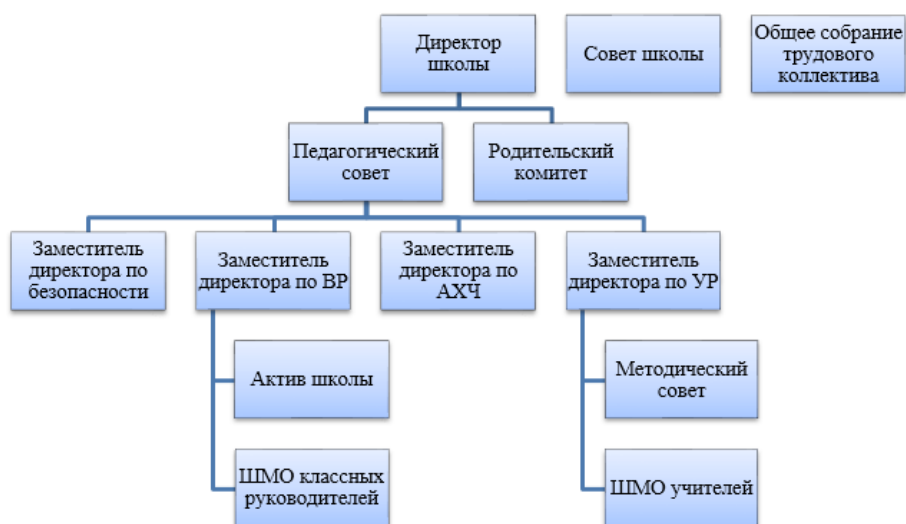 Директор
школы
Совет школы
Общее собрание
трудового
коллектива
Педагогический
совет
Родительский
комитет
Заместитель
директора по
безопасности
Заместитель
директора по ВР
Заместитель
директора по
АХЧ
Заместитель
директора по УР
Актив школы
Методический
совет
ШМО классных
руководителей
ШМО учителей